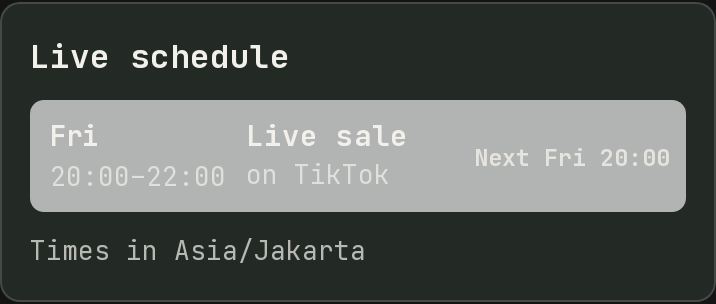 Live schedule
Fri
20:00–22:00
Live sale
on TikTok
Next Fri 20:00
Times in Asia/Jakarta